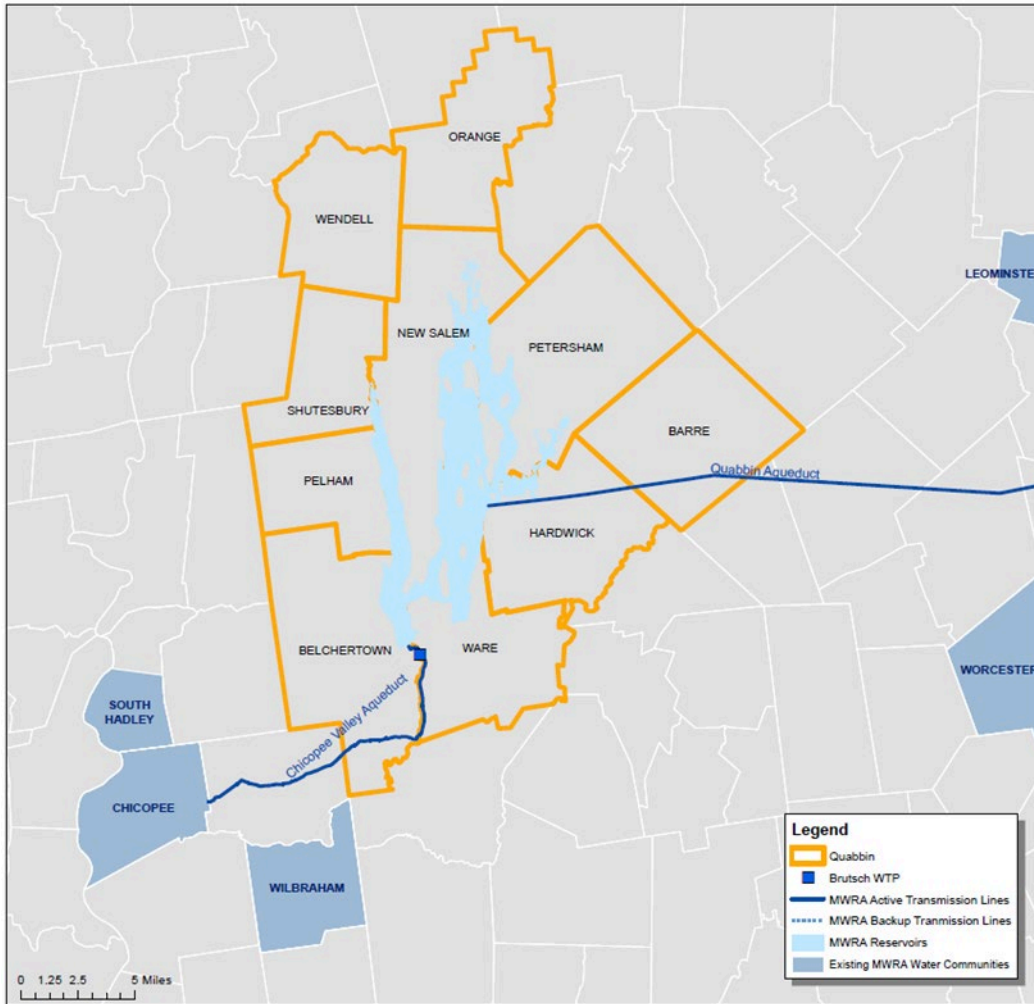 ORANGE
WENDELL
LEOMINSTE
NEW SALEM
PETERSHAM
SHUTESBURY
BARRE
Quabbin Aqueduct
PELHAM
HARDWICK
BELCHERTOWN
WARE
WORCESTER
SOUTH
HADLEY
Chicopee Valley Aqueduct
CHICOPEE
WILBRAHAM
Legend
Quabbin
Brutsch WTP
MWRA Active Transmission Lines
MWRA Backup Tranmission Lines
MWRA Reservoirs
Existing MWRA Water Communities
0 1.25 2.5 5 Miles